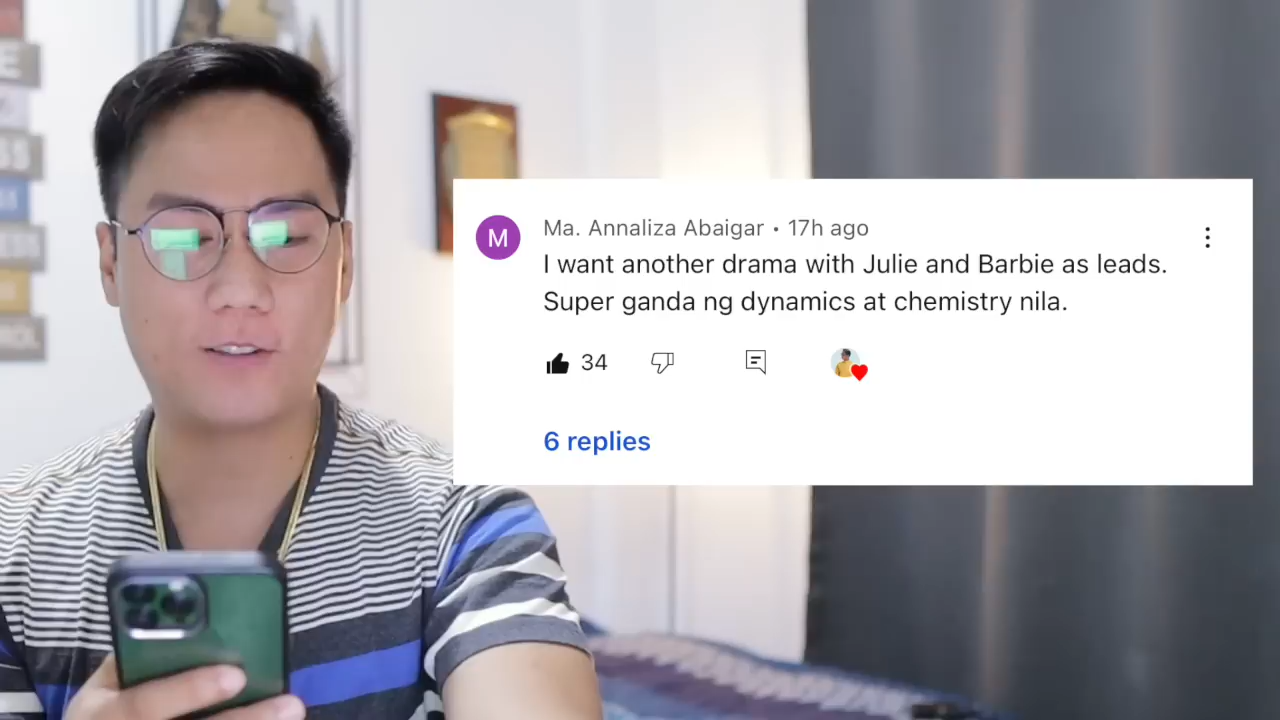 M
Ma. Annaliza Abaigar • 17h ago
I want another drama with Julie and Barbie as leads.
Super ganda ng dynamics at chemistry nila.
34
6 replies